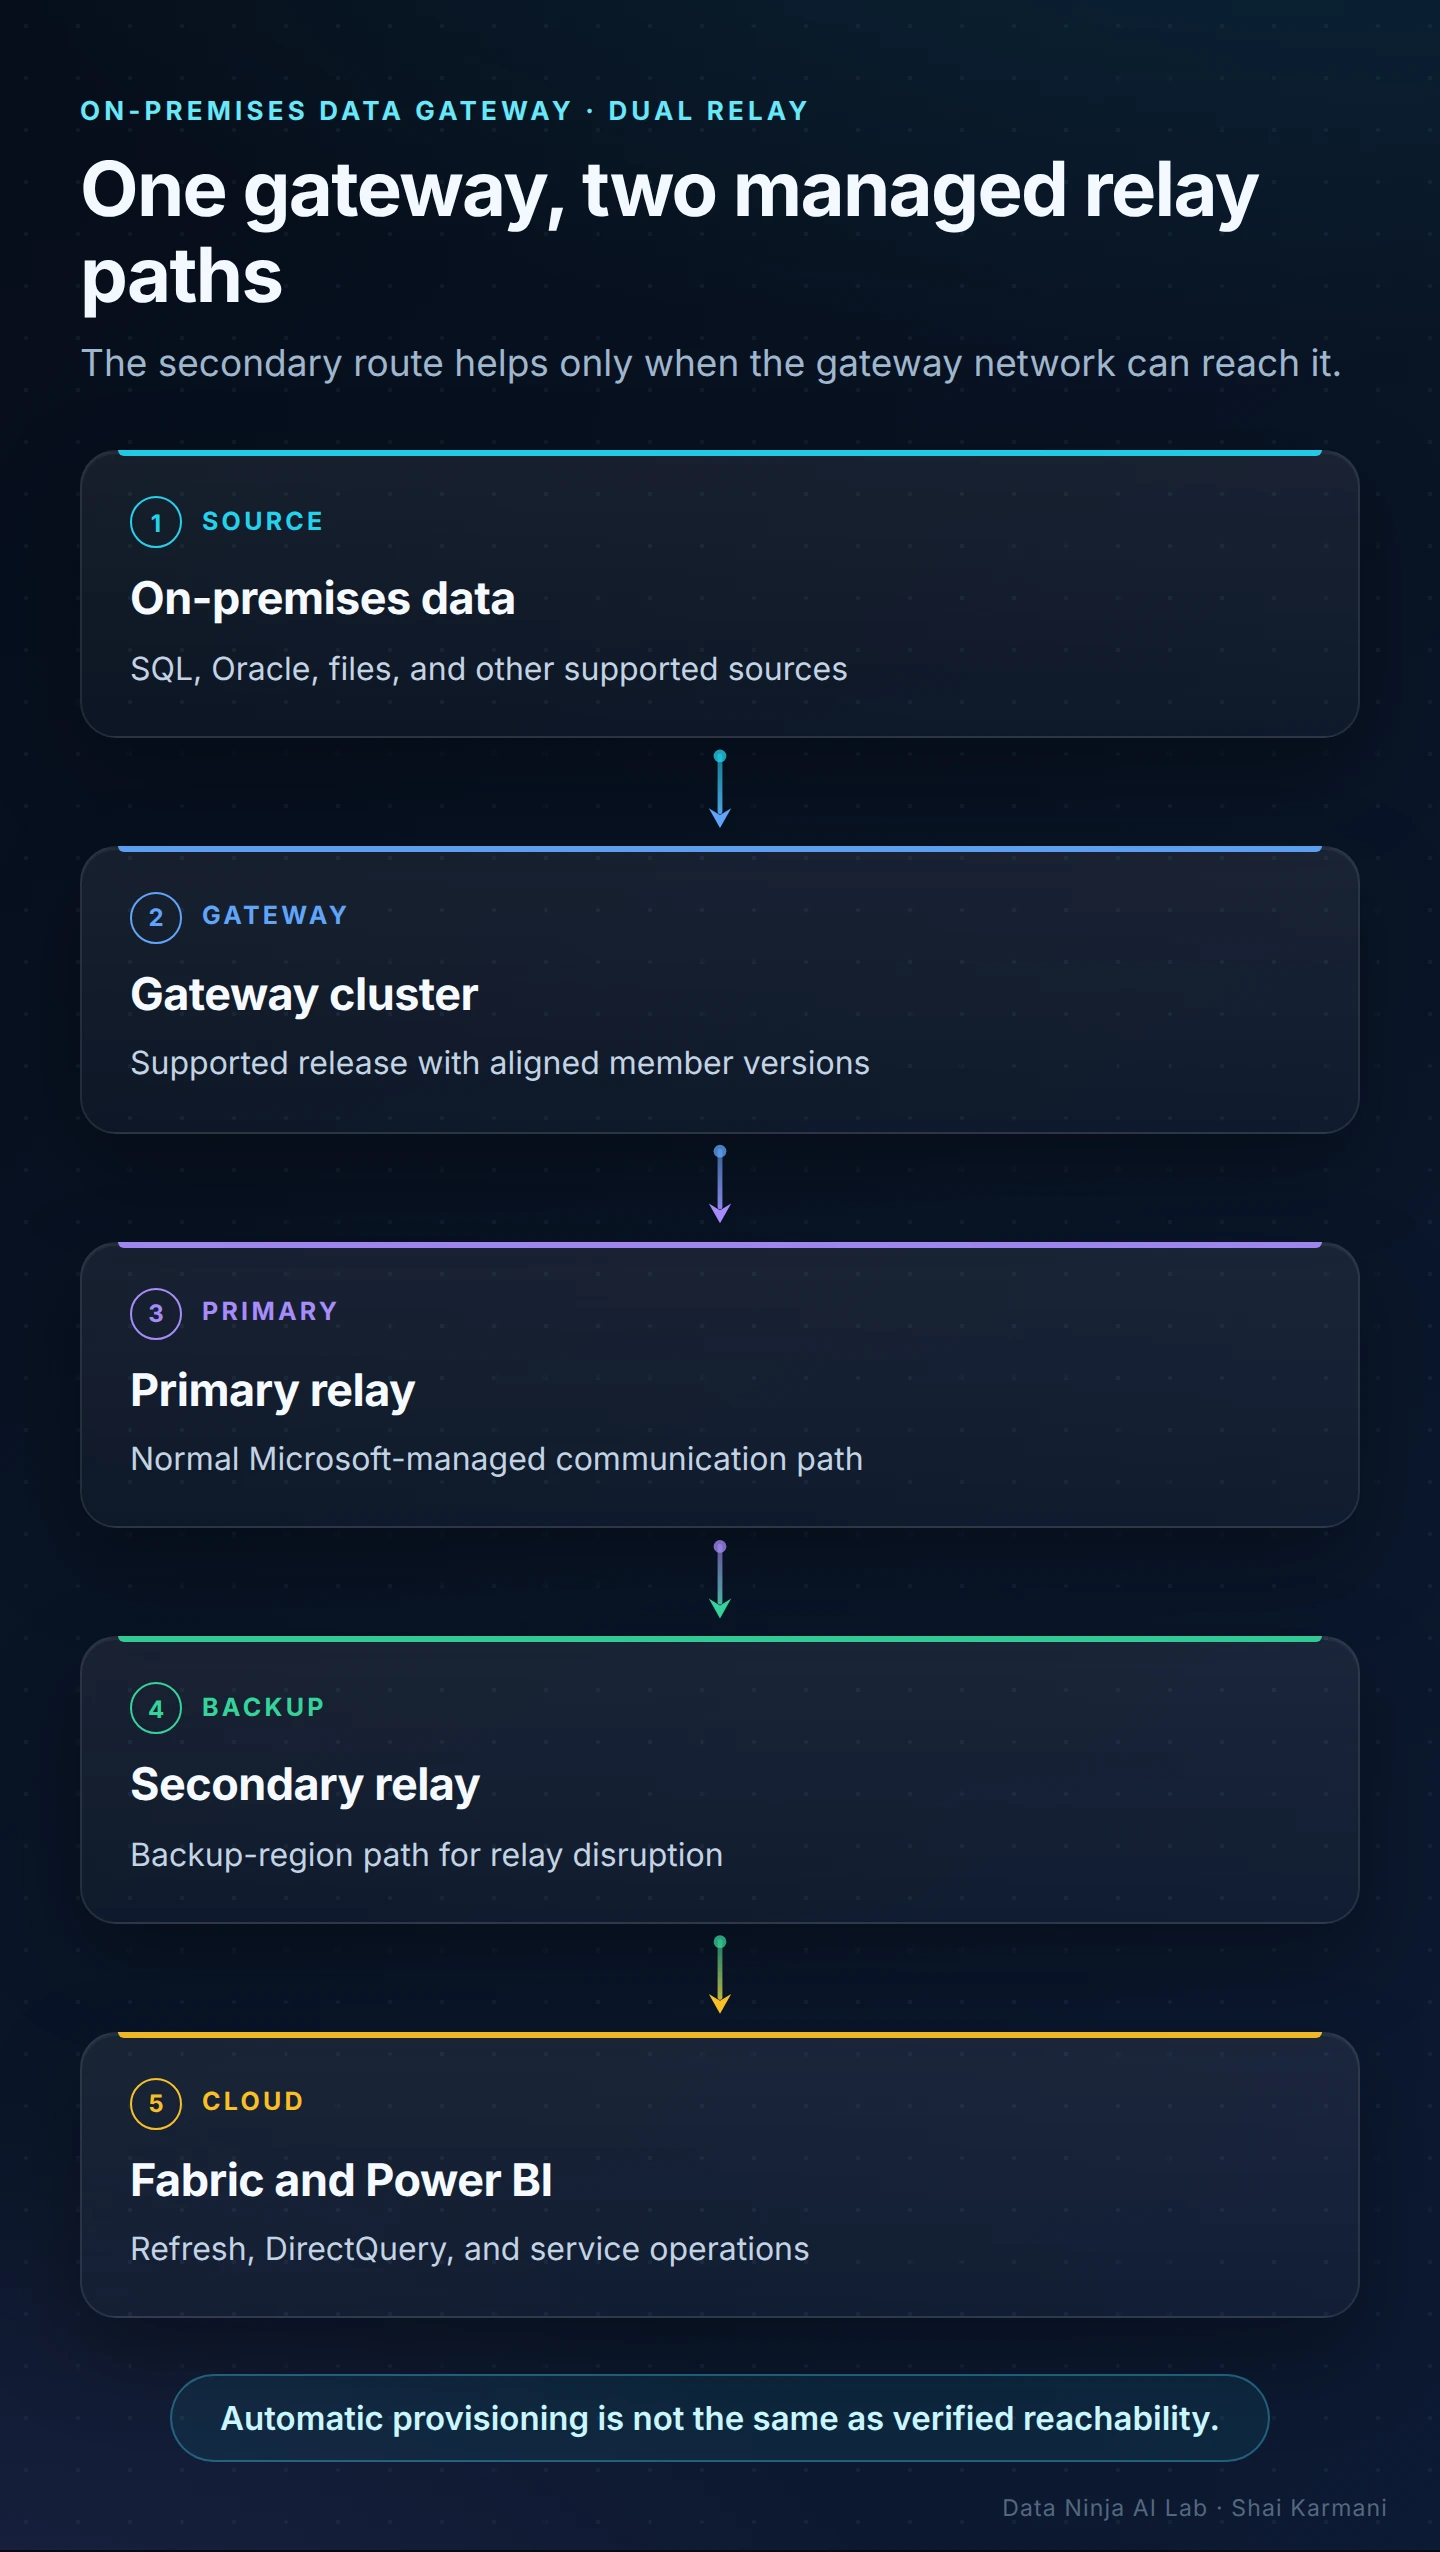 ON-PREMISES DATA GATEWAY · DUAL RELAY
One gateway, two managed relay
paths
The secondary route helps only when the gateway network can reach it.
1 SOURCE
On-premises data
SQL, Oracle, files, and other supported sources
2 GATEWAY
Gateway cluster
Supported release with aligned member versions
3 PRIMARY
Primary relay
Normal Microsoft-managed communication path
4 BACKUP
Secondary relay
Backup-region path for relay disruption
5 CLOUD
Fabric and Power BI
Refresh, DirectQuery, and service operations
Automatic provisioning is not the same as verified reachability.
Data Ninja AI Lab · Shai Karmani